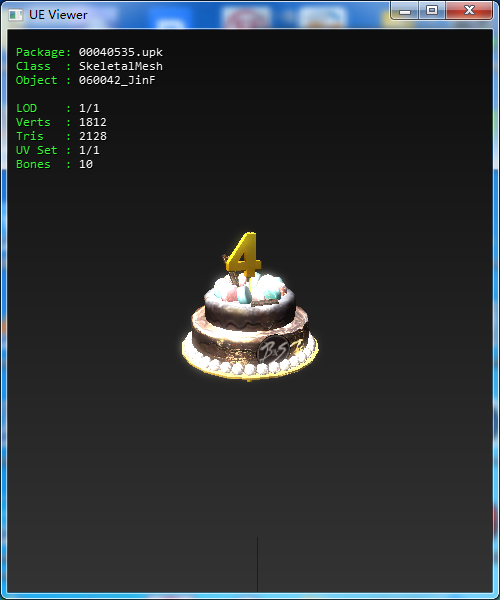 UE Viewer
Package: 00040535.upk
Class : SkeletalMesh
Object : 060042_JinF
LOD : 1/1
Verts : 1812
Tris : 2128
UV Set : 1/1
Bones : 10
4
B&S